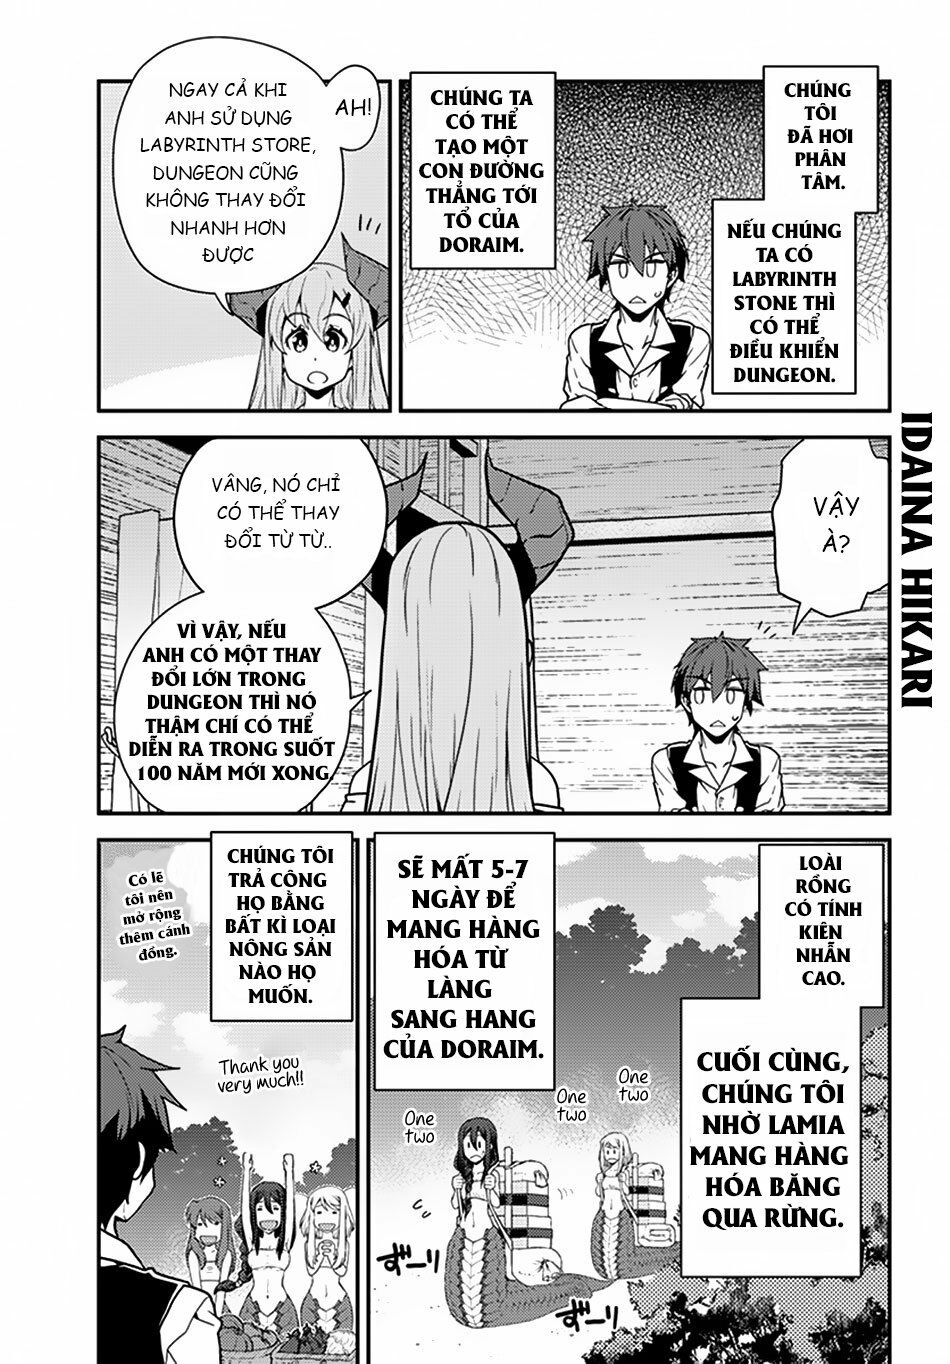 CHÚNG
TÔI
ĐÃ HƠI
PHÂN
TÂM.
NẾU CHÚNG
TA CÓ
LABYRINTH
STONE THÌ
CÓ THỂ
ĐIỀU KHIỂN
DUNGEON.
CHÚNG TA
CÓ THỂ
TẠO MỘT
CON ĐƯỜNG
THẲNG TỚI
TỔ CỦA
DORAIM.
AH!
NGAY CẢ KHI
ANH SỬ DỤNG
LABYRINTH STORE,
DUNGEON CŨNG
KHÔNG THAY ĐỔI
NHANH HƠN
ĐƯỢC
VẬY
À?
VÂNG, NÓ CHỈ
CÓ THỂ THAY
ĐỔI TỪ TỪ..
VÌ VẬY, NẾU
ANH CÓ MỘT THAY
ĐỔI LỚN TRONG
DUNGEON THÌ NÓ
THẬM CHÍ CÓ THỂ
DIỄN RA TRONG SUỐT
100 NĂM MỚI XONG.
IDAINA HIKARI
LOÀI
RỒNG
CÓ TÍNH
KIÊN
NHẪN
CAO.
CUỐI CÙNG,
CHÚNG TÔI
NHỜ LAMIA
MANG HÀNG
HÓA BĂNG
QUA RỪNG.
SẼ MẤT 5-7
NGÀY ĐỂ
MANG HÀNG
HÓA TỪ
LÀNG
SANG HANG
CỦA DORAIM.
One
two
One
two
One
two
ずーり
ずーり
CHÚNG TÔI
TRẢ CÔNG
HỌ BẰNG
BẤT KÌ LOẠI
NÔNG SẢN
NÀO HỌ
MUỐN.
Có lẽ
tôi nên
mở rộng
thêm cánh
đồng.
Thank you
very much!!